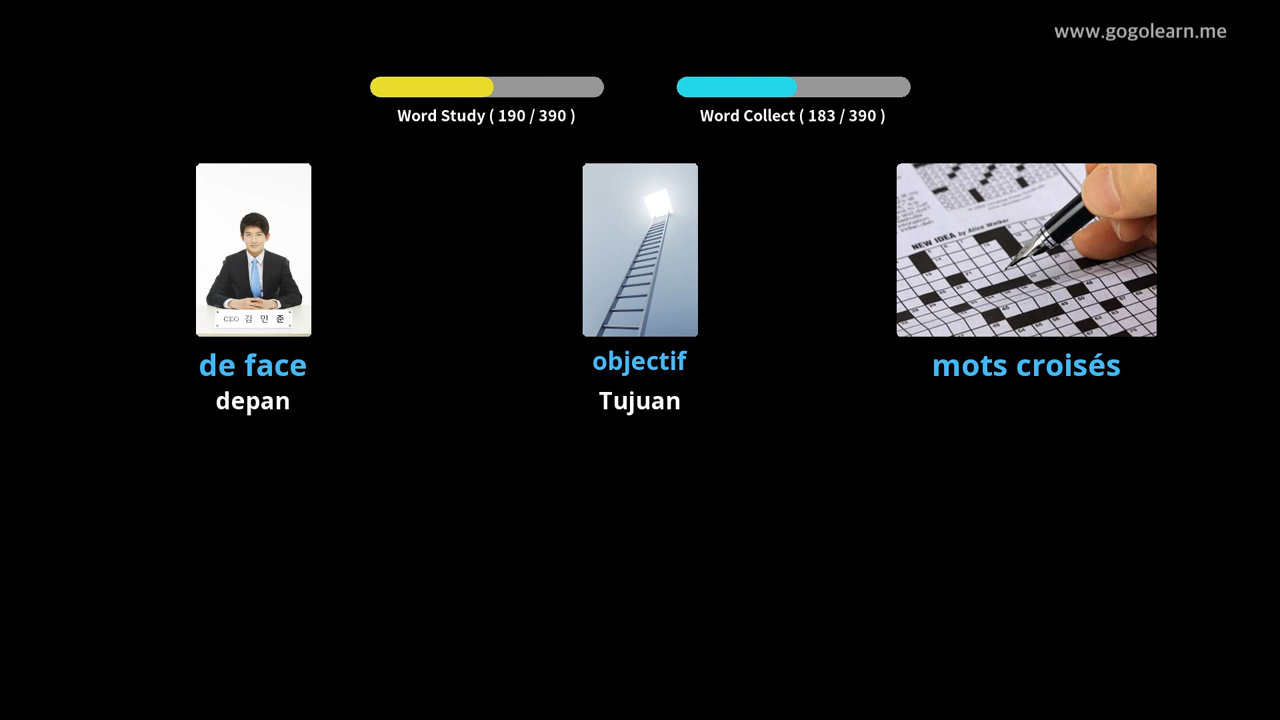 www.gogolearn.me
Word Study ( 190 / 390 )
Word Collect ( 183 / 390 )
CEO 김 민 준
NEW IDEA by Alice Walker
de face
depan
objectif
Tujuan
mots croisés